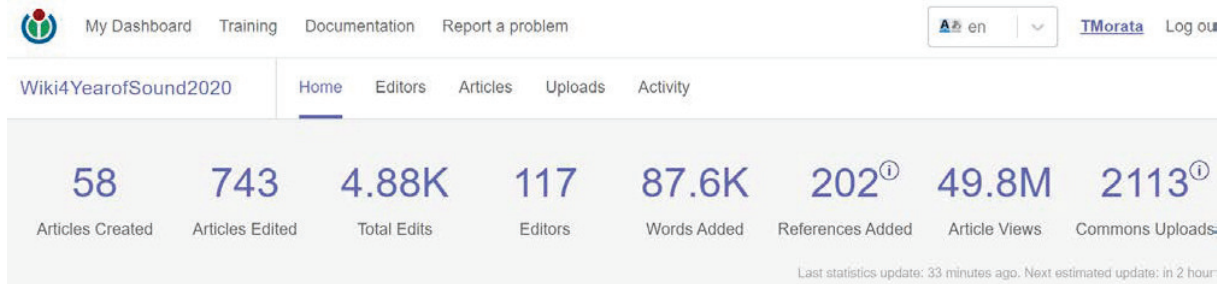 My Dashboard Training Documentation Report a problem en TMorata Log ou
Wiki4YearofSound2020 Home Editors Articles Uploads Activity
58 743 4.88K 117 87.6K 202 49.8M 2113
Articles Created Articles Edited Total Edits Editors Words Added References Added Article Views Commons Uploads
Last statistics update: 33 minutes ago. Next estimated update: in 2 hour